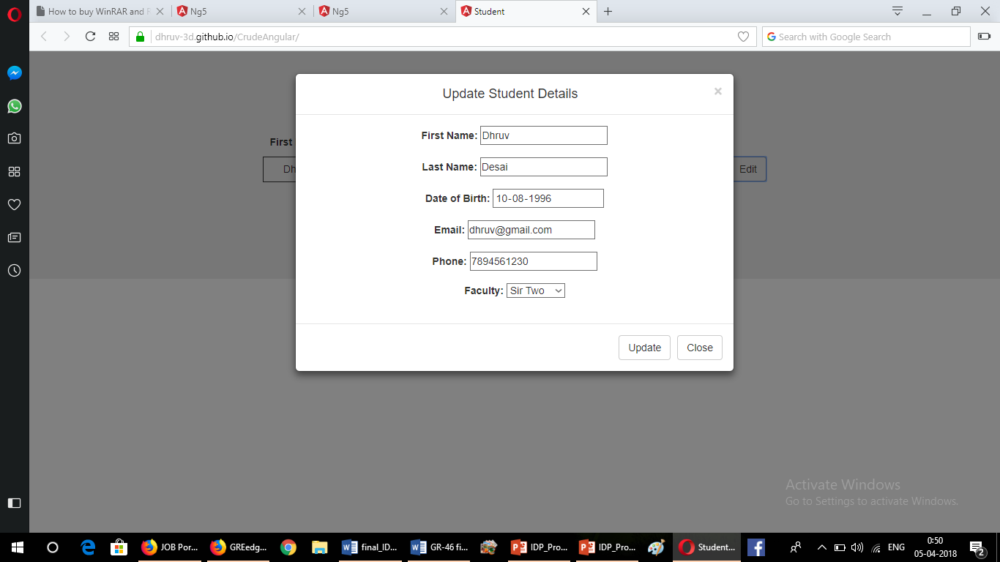 How to buy WinRAR and R
Ng5
Ng5
Student
dhruv-3d.github.io/CrudeAngular/
Search with Google Search
Update Student Details
×
First Name: Dhruv
First
Last Name: Desai
Dh
Edit
Date of Birth: 10-08-1996
Email: dhruv@gmail.com
Phone: 7894561230
Faculty: Sir Two
Update Close
Activate Windows
Go to Settings to activate Windows.
JOB Por...
GREedg...
final_ID...
GR-46 fi...
IDP_Pro...
IDP_Pro...
Student...
ENG
0:50
05-04-2018
2